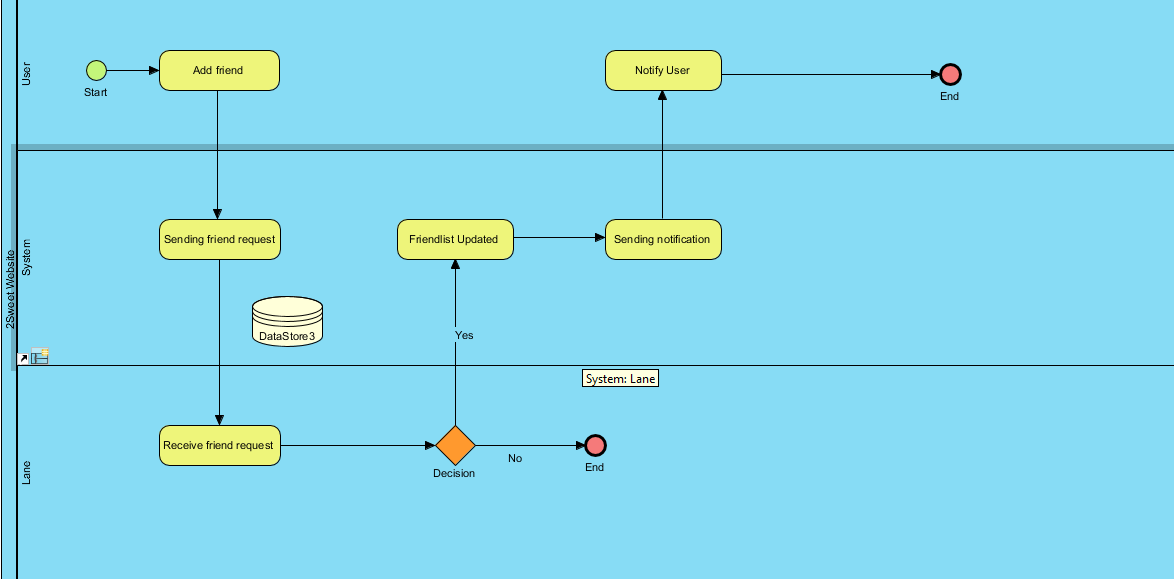 2Sweet Website
User
Start
Add friend
Notify User
End
System
Sending friend request
Friendlist Updated
Sending notification
DataStore3
Yes
System: Lane
Lane
Receive friend request
Decision
No
End